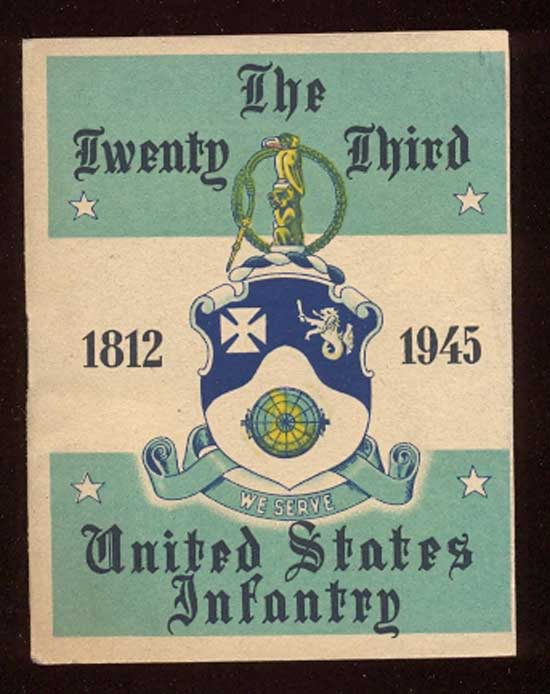 The
Twenty Third
1812 1945
WE SERVE
United States
Infantry